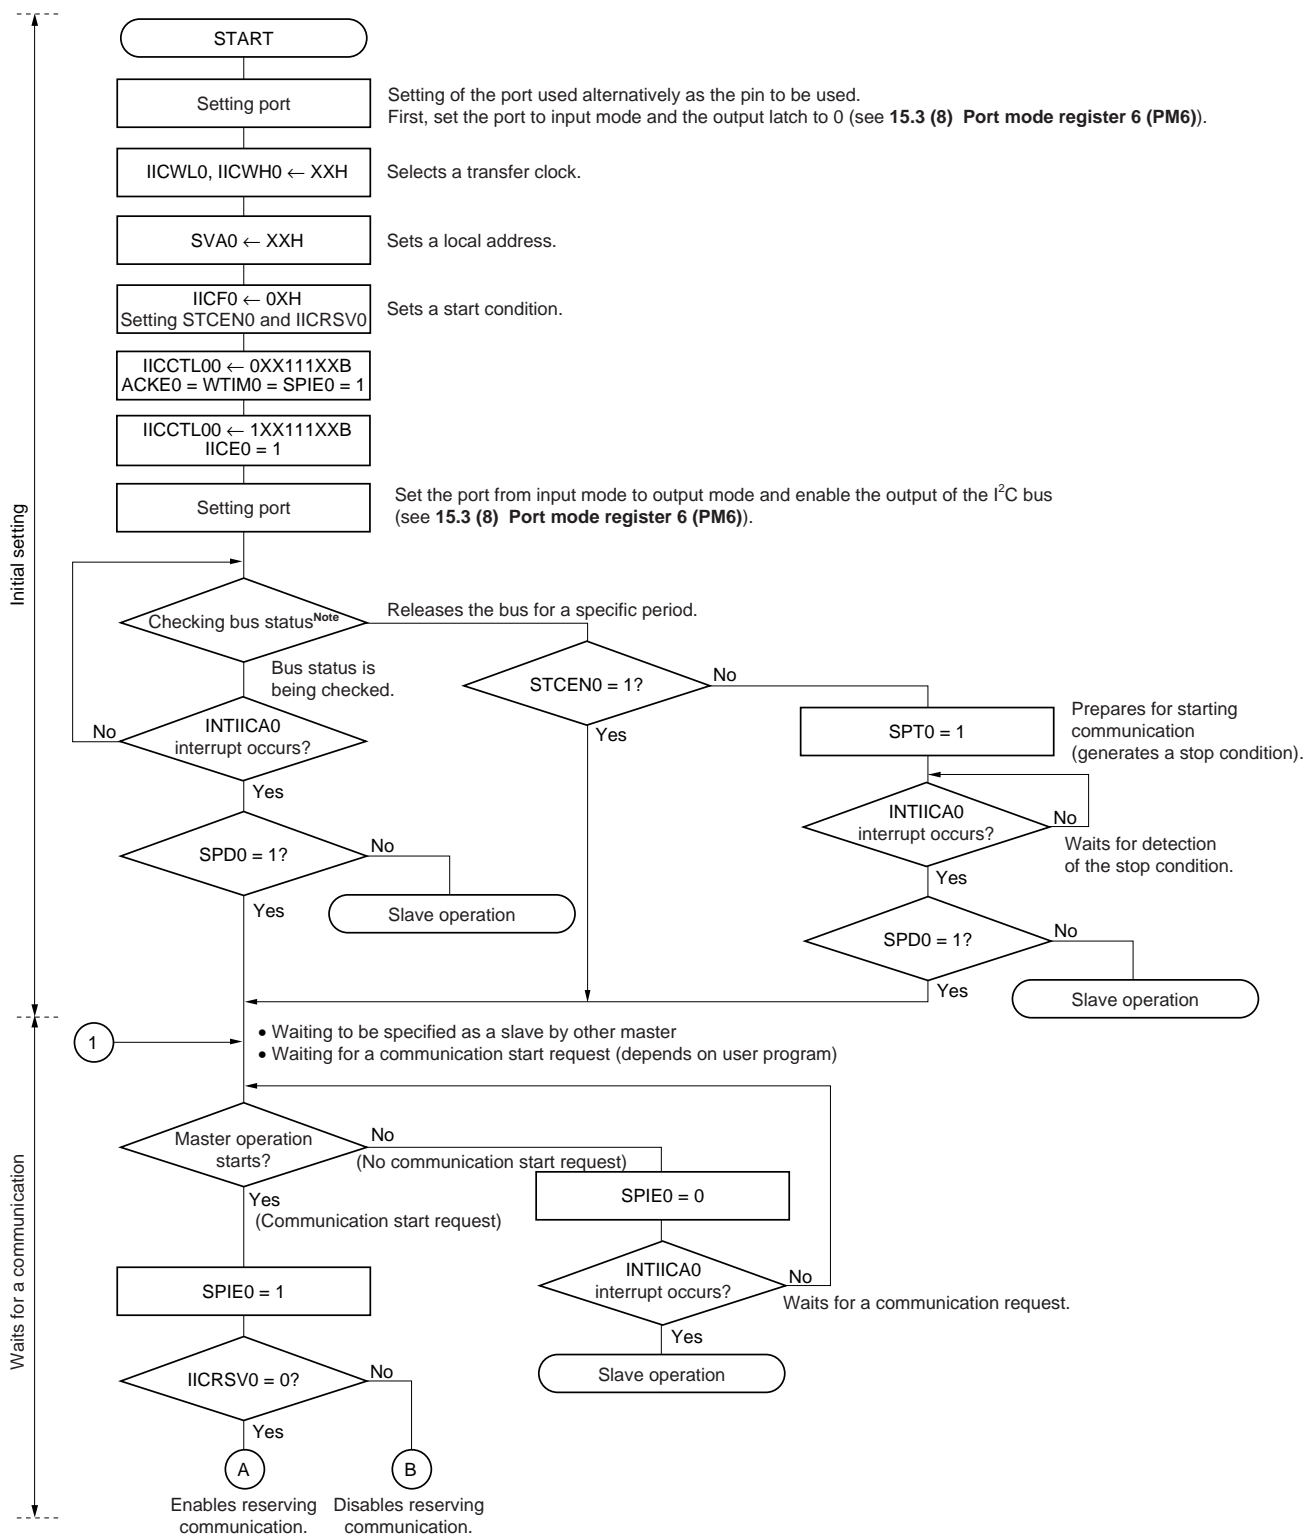 START
Setting port
Setting of the port used alternatively as the pin to be used.
First, set the port to input mode and the output latch to 0 (see 15.3 (8) Port mode register 6 (PM6)).
IICWL0, IICWH0 ← XXH
Selects a transfer clock.
SVA0 ← XXH
Sets a local address.
IICF0 ← 0XH
Setting STCEN0 and IICRSV0
Sets a start condition.
IICCTL00 ← 0XX111XXB
ACKE0 = WTIM0 = SPIE0 = 1
IICCTL00 ← 1XX111XXB
IICE0 = 1
Setting port
Set the port from input mode to output mode and enable the output of the I²C bus
(see 15.3 (8) Port mode register 6 (PM6)).
Initial setting
Checking bus status^Note
Releases the bus for a specific period.
Bus status is
being checked.
STCEN0 = 1?
No
Yes
INTIICA0
interrupt occurs?
No
Yes
SPT0 = 1
Prepares for starting
communication
(generates a stop condition).
INTIICA0
interrupt occurs?
No
Waits for detection
of the stop condition.
Yes
SPD0 = 1?
No
Yes
Slave operation
SPD0 = 1?
No
Yes
Slave operation
1
• Waiting to be specified as a slave by other master
• Waiting for a communication start request (depends on user program)
Waits for a communication
Master operation
starts?
No
(No communication start request)
Yes
(Communication start request)
SPIE0 = 0
INTIICA0
interrupt occurs?
No
Waits for a communication request.
Yes
Slave operation
SPIE0 = 1
IICRSV0 = 0?
No
Yes
A
B
Enables reserving
communication.
Disables reserving
communication.